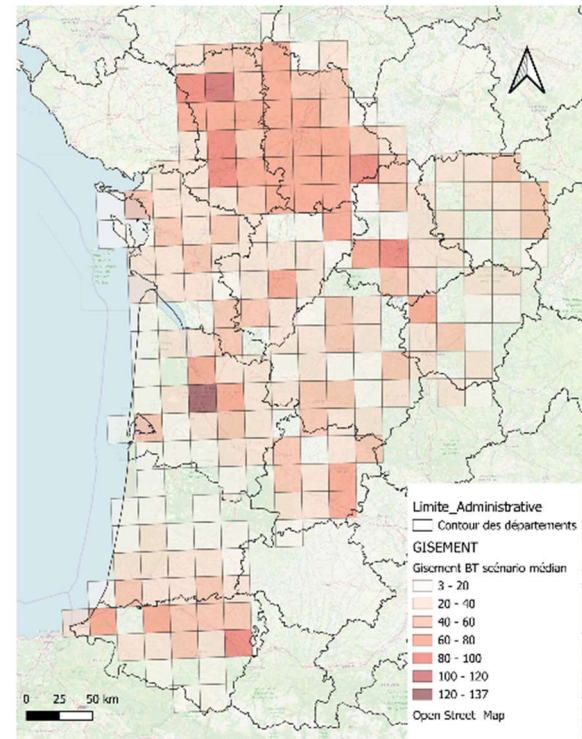 Limite_Administrative
Contour des départements
GISEMENT
Gisement BT scénario médian
3 - 20
20 - 40
40 - 60
60 - 80
80 - 100
100 - 120
120 - 137
Open Street Map
0 25 50 km